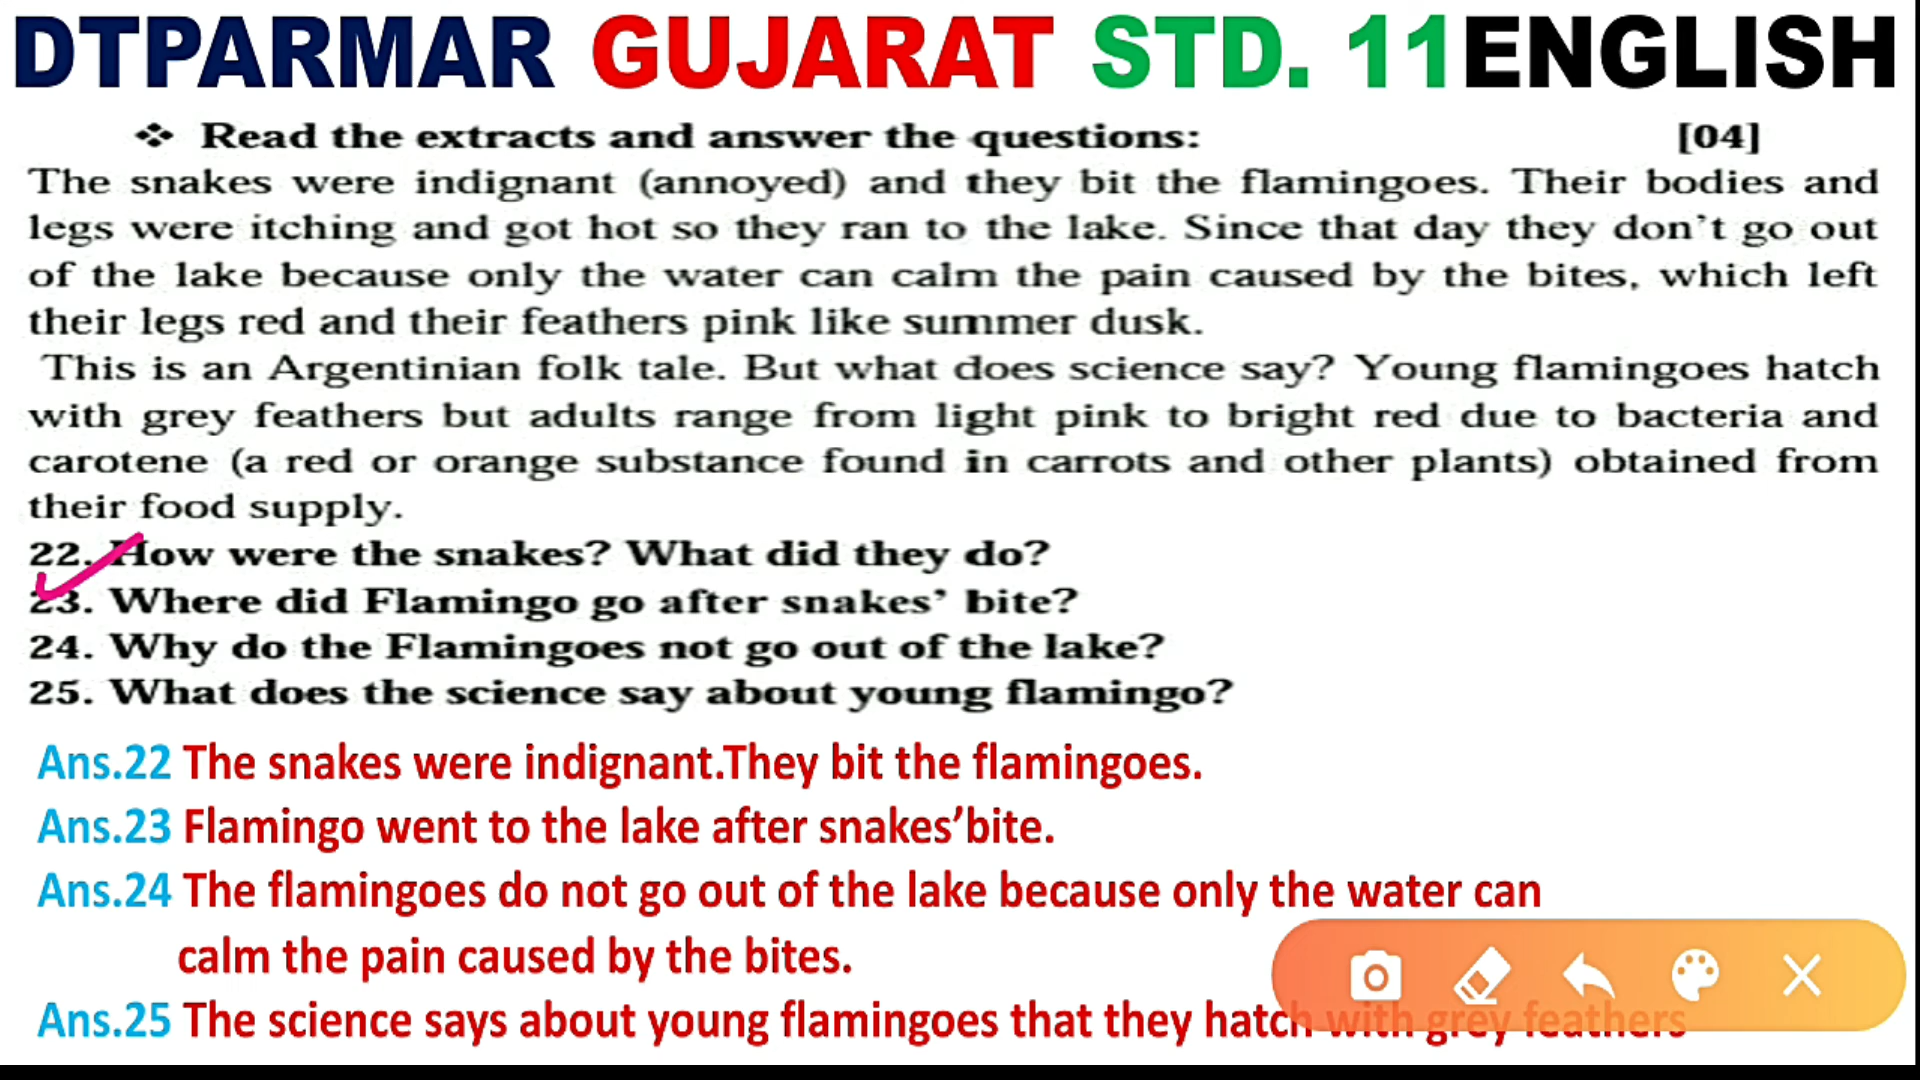 DTPARMAR GUJARAT STD. 11ENGLISH
❖ Read the extracts and answer the questions: [04]
The snakes were indignant (annoyed) and they bit the flamingoes. Their bodies and
legs were itching and got hot so they ran to the lake. Since that day they don’t go out
of the lake because only the water can calm the pain caused by the bites, which left
their legs red and their feathers pink like summer dusk.
This is an Argentinian folk tale. But what does science say? Young flamingoes hatch
with grey feathers but adults range from light pink to bright red due to bacteria and
carotene (a red or orange substance found in carrots and other plants) obtained from
their food supply.
22. How were the snakes? What did they do?
23. Where did Flamingo go after snakes’ bite?
24. Why do the Flamingoes not go out of the lake?
25. What does the science say about young flamingo?
Ans.22 The snakes were indignant.They bit the flamingoes.
Ans.23 Flamingo went to the lake after snakes’bite.
Ans.24 The flamingoes do not go out of the lake because only the water can
calm the pain caused by the bites.
Ans.25 The science says about young flamingoes that they hatch with grey feathers